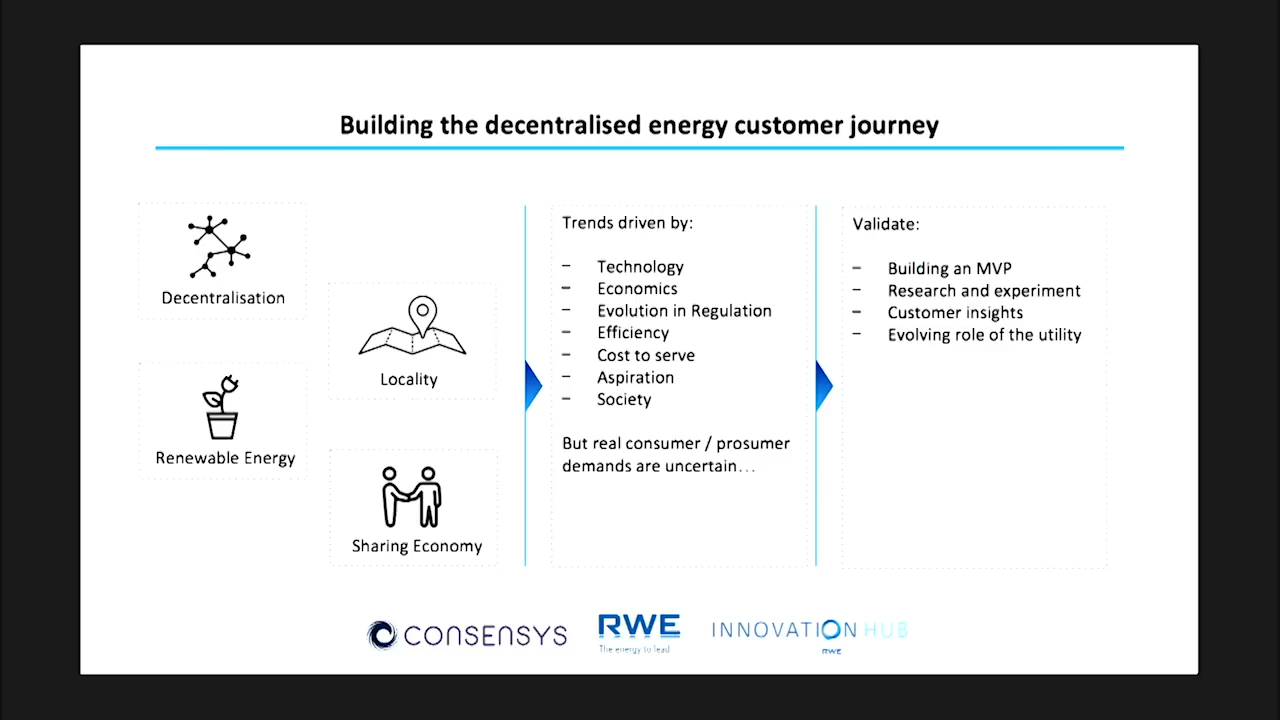 Building the decentralised energy customer journey
Decentralisation
Locality
Renewable Energy
Sharing Economy
Trends driven by:
– Technology
– Economics
– Evolution in Regulation
– Efficiency
– Cost to serve
– Aspiration
– Society
But real consumer / prosumer
demands are uncertain...
Validate:
– Building an MVP
– Research and experiment
– Customer insights
– Evolving role of the utility
CONSENSYS
RWE
The energy to lead
INNOVATION HUB
RWE